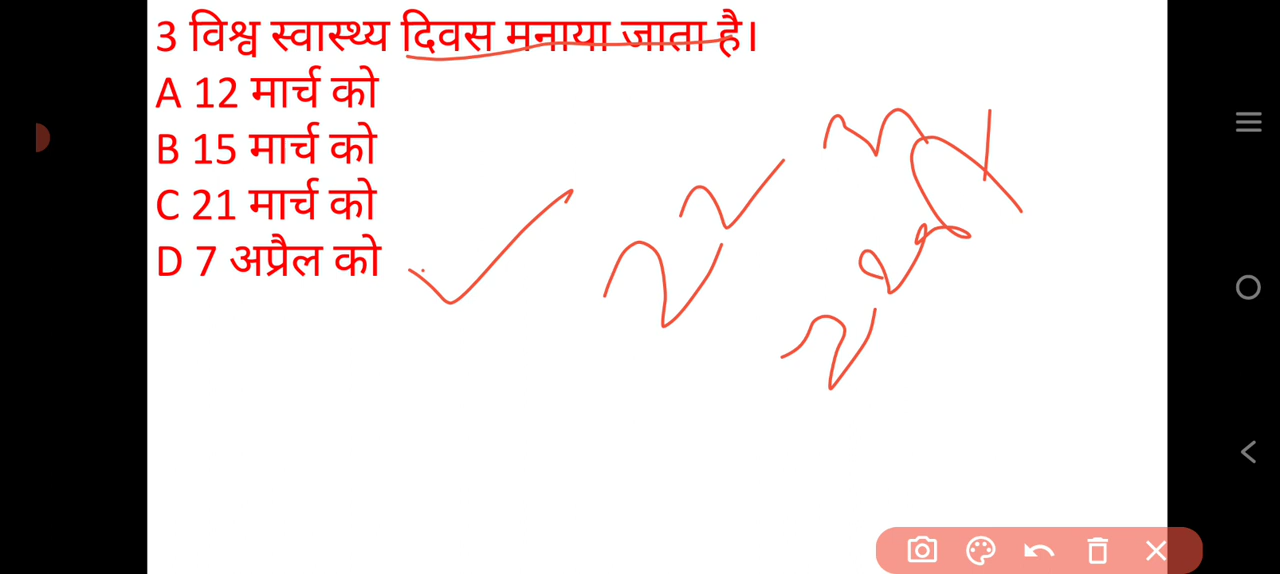 3 विश्व स्वास्थ्य दिवस मनाया जाता है।
A 12 मार्च को
B 15 मार्च को
C 21 मार्च को
D 7 अप्रैल को